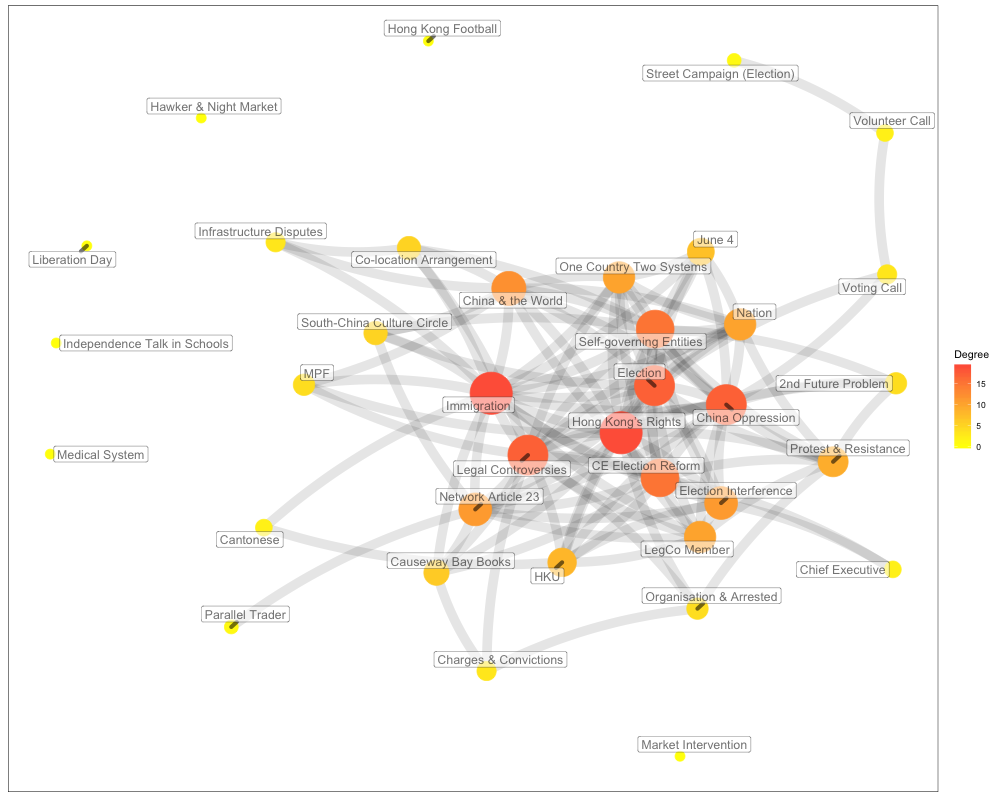 Hong Kong Football
Street Campaign (Election)
Hawker & Night Market
Volunteer Call
Infrastructure Disputes
June 4
Liberation Day
Co-location Arrangement
One Country Two Systems
Voting Call
China & the World
Nation
South-China Culture Circle
Self-governing Entities
Independence Talk in Schools
MPF
Election
2nd Future Problem
Immigration
China Oppression
Hong Kong's Rights
Protest & Resistance
Medical System
CE Election Reform
Legal Controversies
Election Interference
Network Article 23
Cantonese
LegCo Member
Causeway Bay Books
HKU
Chief Executive
Organisation & Arrested
Parallel Trader
Charges & Convictions
Market Intervention
Degree
15
10
5
0